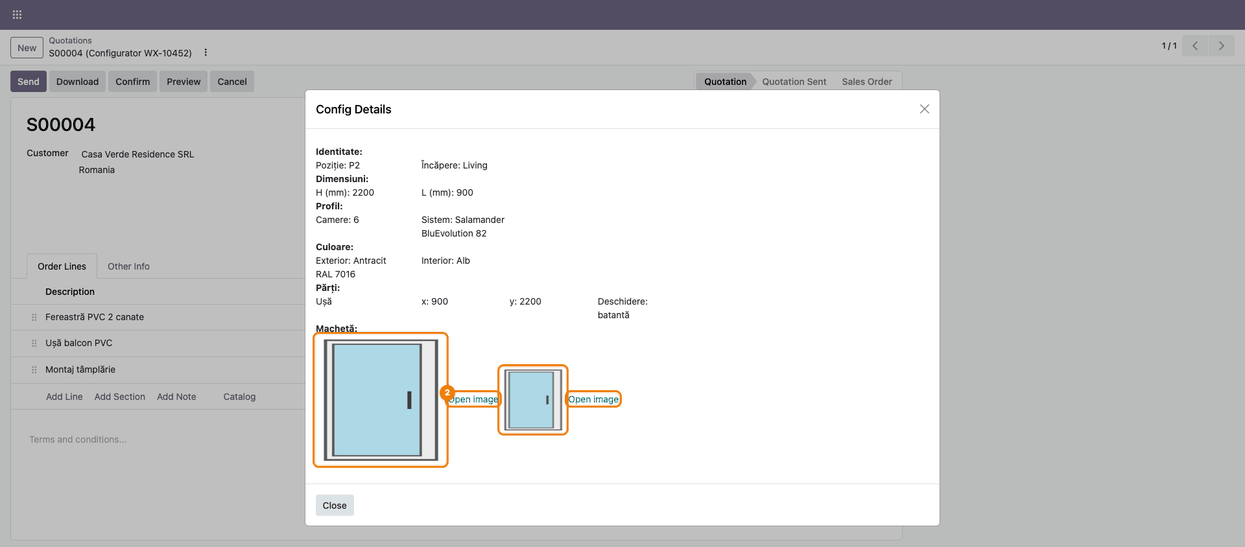 New
Quotations
S00004 (Configurator WX-10452)
1 / 1
Send Download Confirm Preview Cancel
Quotation Quotation Sent Sales Order
S00004
Customer Casa Verde Residence SRL
Romania
Order Lines Other Info
Description
Fereastră PVC 2 canate
Ușă balcon PVC
Montaj tâmplărie
Add Line Add Section Add Note Catalog
Terms and conditions...
Config Details
Identitate:
Poziție: P2 Încăpere: Living
Dimensiuni:
H (mm): 2200 L (mm): 900
Profil:
Camere: 6 Sistem: Salamander
BluEvolution 82
Culoare:
Exterior: Antracit Interior: Alb
RAL 7016
Părți:
Ușă x: 900 y: 2200 Deschidere:
batantă
Machetă:
2
Open image Open image
Close